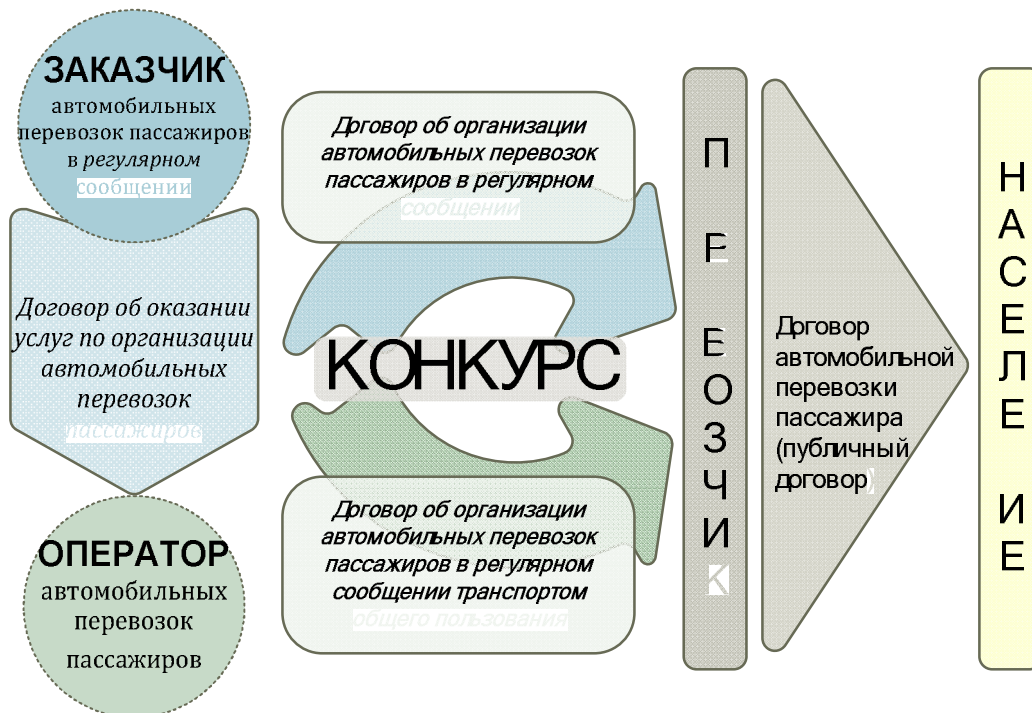 ЗАКАЗЧИК
автомобильных
перевозок пассажиров
в регулярном
сообщении
Договор об оказании
услуг по организации
автомобильных
перевозок
пассажиров
ОПЕРАТОР
автомобильных
перевозок
пассажиров
Договор об организации
автомобильных перевозок
пассажиров в регулярном
сообщении
КОНКУРС
Договор об организации
автомобильных перевозок
пассажиров в регулярном
сообщении транспортом
общего пользования
П
Е
Е
О
З
Ч
И
К
Договор
автомобильной
перевозки
пассажира
(публичный
договор)
Н
А
С
Е
Л
Е
И
Е